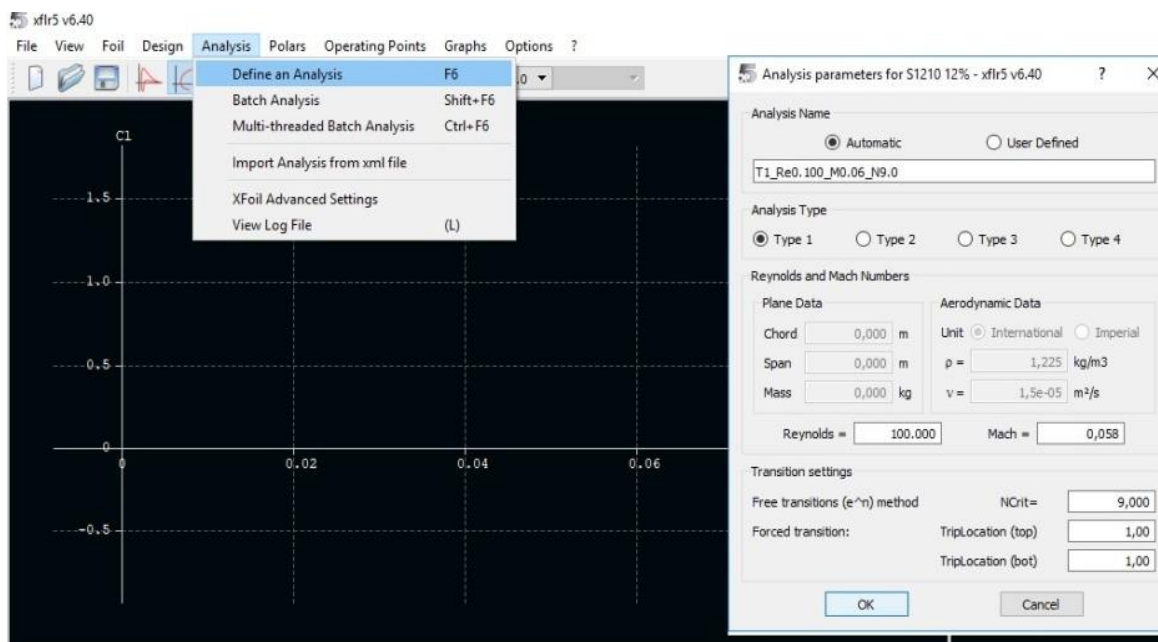 xflr5 v6.40
File View Foil Design Analysis Polars Operating Points Graphs Options ?
Define an Analysis F6
Batch Analysis Shift+F6
Multi-threaded Batch Analysis Ctrl+F6
Import Analysis from xml file
XFoil Advanced Settings
View Log File (L)
Cl
1.5
1.0
0.5
0
-0.5
0 0.02 0.04 0.06
Analysis parameters for S1210 12% - xflr5 v6.40 ? X
Analysis Name
Automatic User Defined
T1_Re0.100_M0.06_N9.0
Analysis Type
Type 1 Type 2 Type 3 Type 4
Reynolds and Mach Numbers
Plane Data
Chord 0,000 m
Span 0,000 m
Mass 0,000 kg
Aerodynamic Data
Unit International Imperial
ρ = 1,225 kg/m3
ν = 1,5e-05 m²/s
Reynolds = 100.000 Mach = 0,058
Transition settings
Free transitions (e^n) method NCrit= 9,000
Forced transition: TripLocation (top) 1,00
TripLocation (bot) 1,00
OK Cancel